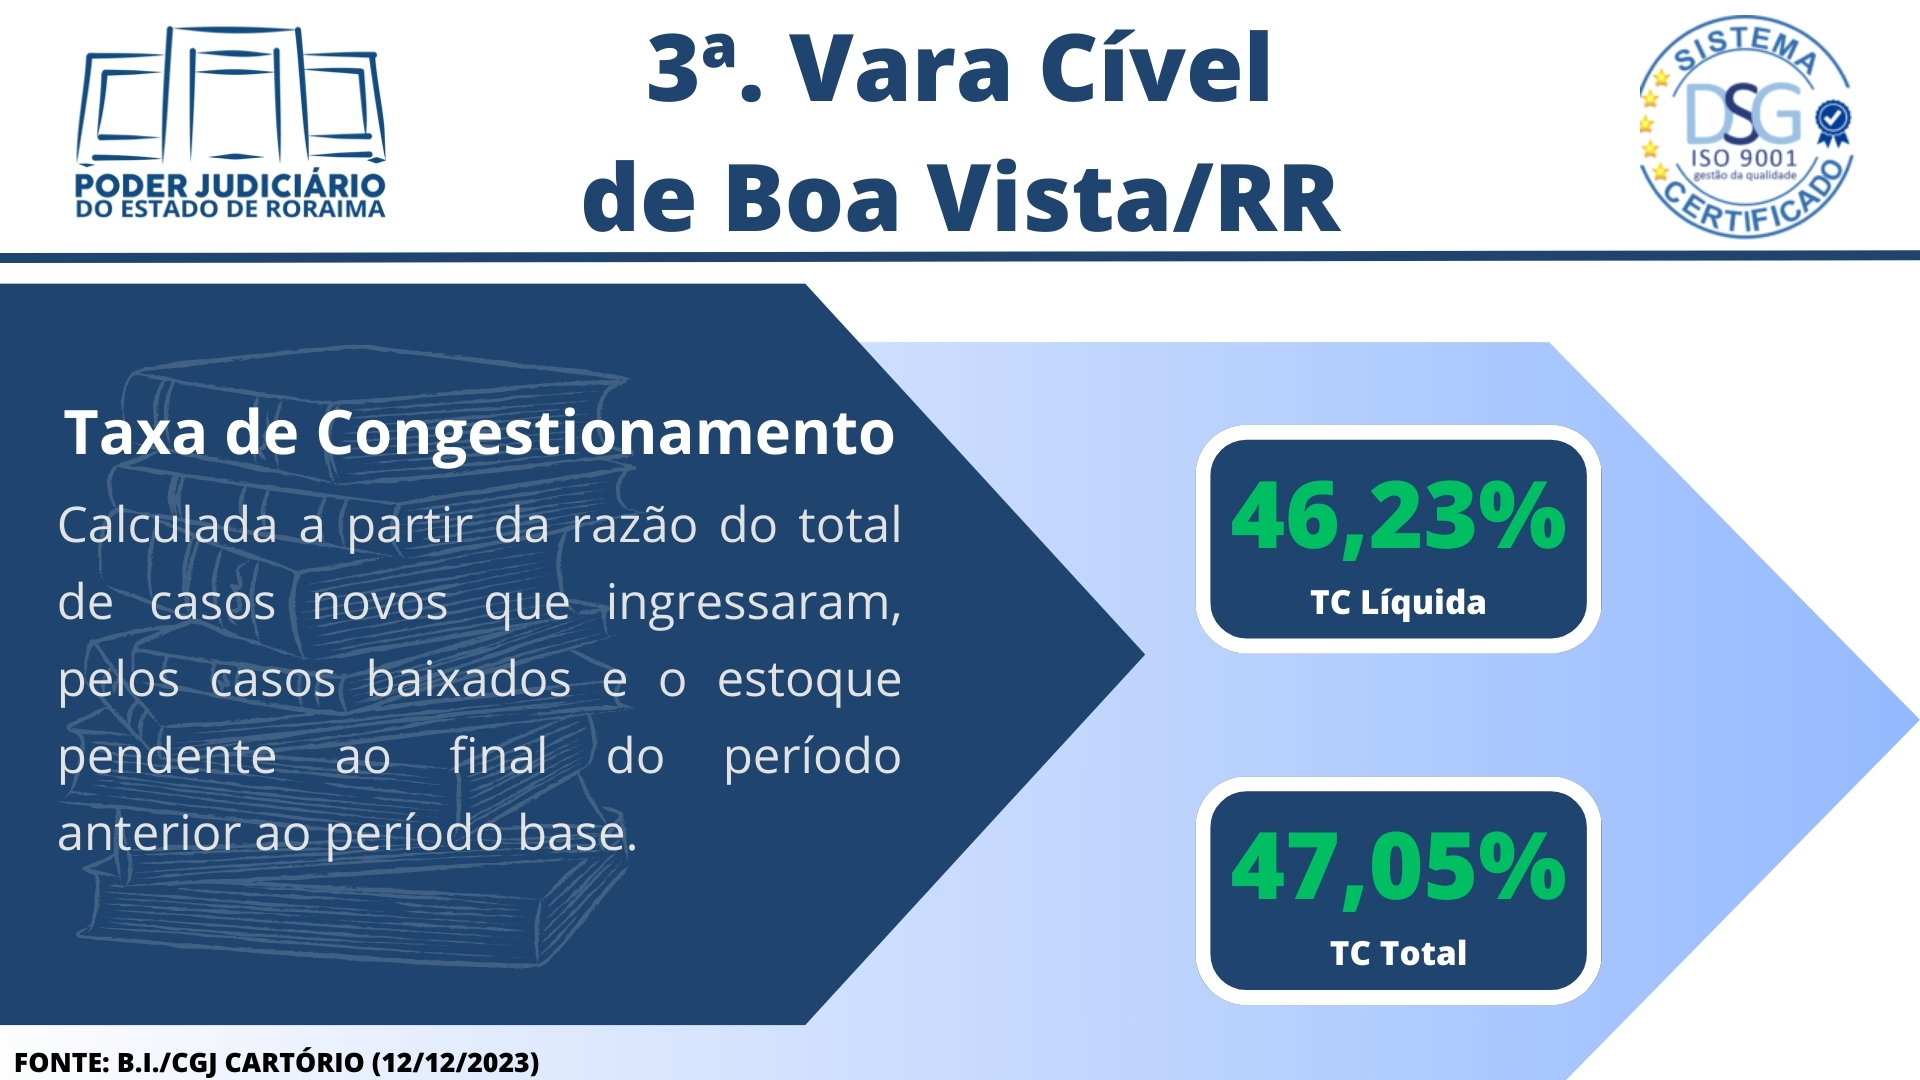 PODER JUDICIÁRIO
DO ESTADO DE RORAIMA
3ª. Vara Cível
de Boa Vista/RR
SISTEMA
DSG
ISO 9001
gestão da qualidade
CERTIFICADO
Taxa de Congestionamento
Calculada a partir da razão do total
de casos novos que ingressaram,
pelos casos baixados e o estoque
pendente ao final do período
anterior ao período base.
46,23%
TC Líquida
47,05%
TC Total
FONTE: B.I./CGJ CARTÓRIO (12/12/2023)